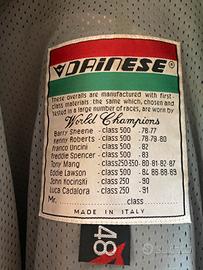 DAINESE®
These overalls are manufactured with first-
class materials: the same which, chosen and
tested in a large number of races, are worn by
World Champions
Barry Sheene - class 500 - 76-77
Kenny Roberts - class 500 - 78-79-80
Franco Uncini - class 500 - 82
Freddie Spencer - class 500 - 83
Tony Mang - class 250/350 - 80-81-82-87
Eddie Lawson - class 500 - 84-86-88-89
John Kocinski - class 250 - 90
Luca Cadalora - class 250 - 91
Mr. class
MADE IN ITALY
48